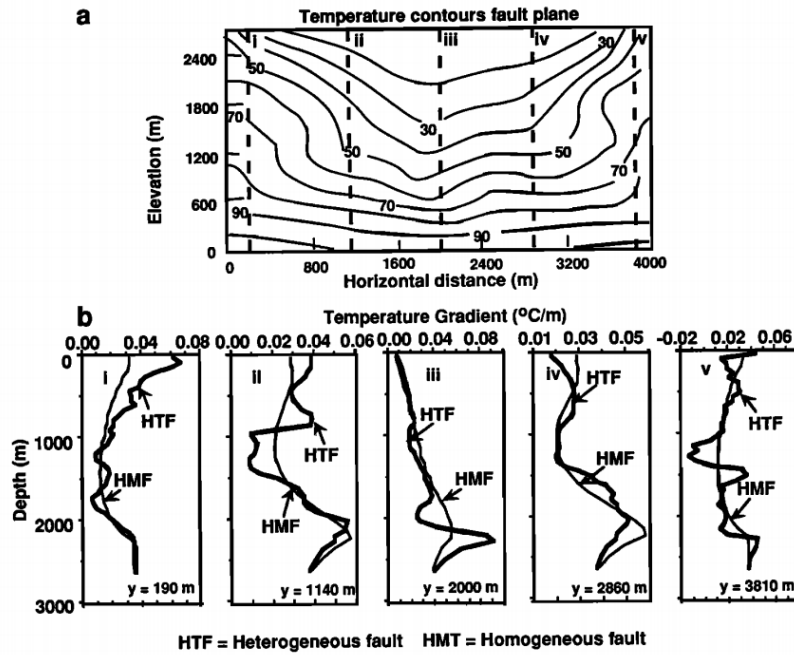 a
Temperature contours fault plane
i ii iii iv 30 v
2400
50
1800
70
30
1200
50 50
70
600
70
90
90
0
0 800 1600 2400 3200 4000
Elevation (m)
Horizontal distance (m)
b
Temperature Gradient (°C/m)
0.00 0.04 0.08 0.00 0.02 0.04 0.06 0.00 0.04 0.08 0.01 0.03 0.05 -0.02 0.02 0.06
0
1000
2000
3000
Depth (m)
i
HTF
HMF
y = 190 m
ii
HTF
HMF
y = 1140 m
iii
HTF
HMF
y = 2000 m
iv
HTF
HMF
y = 2860 m
v
HTF
HMF
y = 3810 m
HTF = Heterogeneous fault HMT = Homogeneous fault